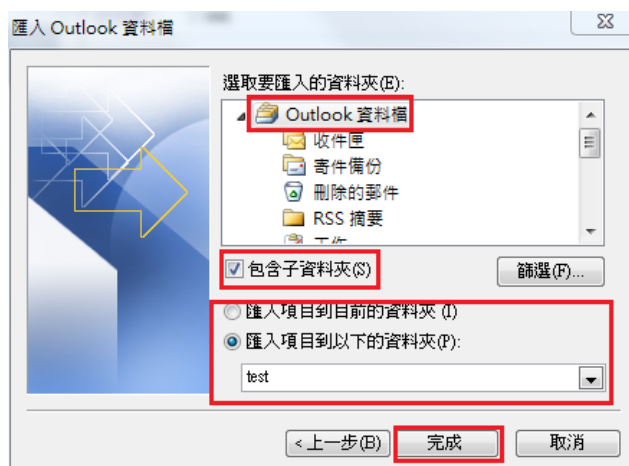 匯入 Outlook 資料檔
選取要匯入的資料夾(E):
Outlook 資料檔
收件匣
寄件備份
刪除的郵件
RSS 摘要
工作
包含子資料夾(S)
篩選(F)...
匯入項目到目前的資料夾 (I)
匯入項目到以下的資料夾(P):
test
< 上一步(B)
完成
取消